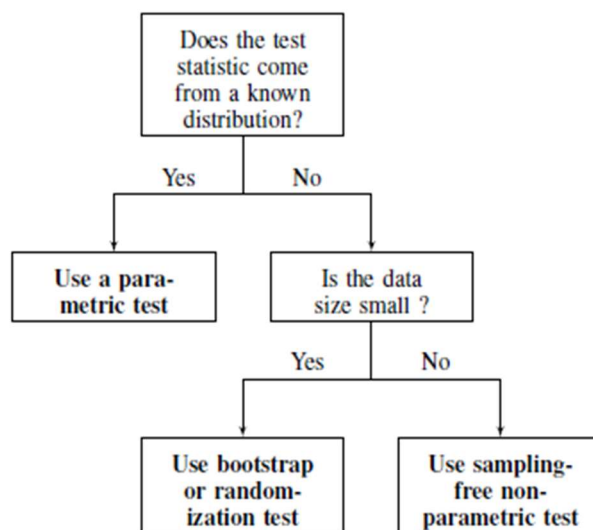 Does the test
statistic come
from a known
distribution?
Yes
No
Use a para-
metric test
Is the data
size small ?
Yes
No
Use bootstrap
or random-
ization test
Use sampling-
free non-
parametric test